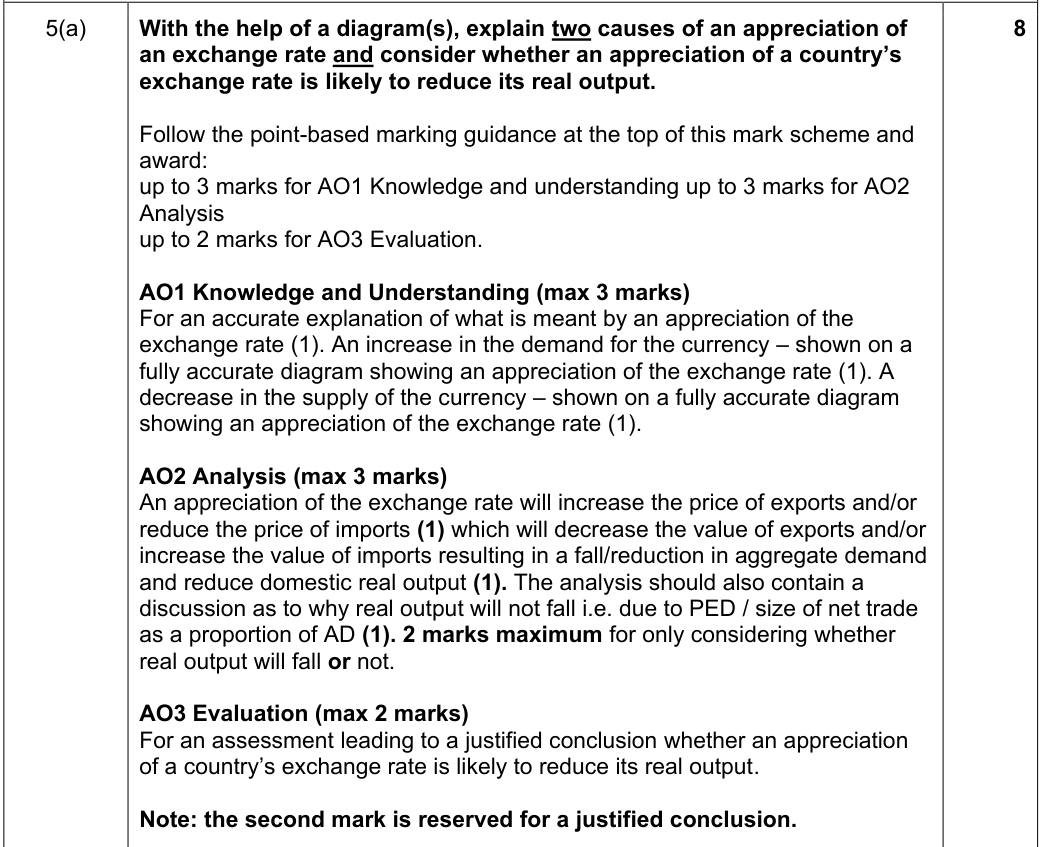 5(a) With the help of a diagram(s), explain two causes of an appreciation of 8
an exchange rate and consider whether an appreciation of a country’s
exchange rate is likely to reduce its real output.
Follow the point-based marking guidance at the top of this mark scheme and
award:
up to 3 marks for AO1 Knowledge and understanding up to 3 marks for AO2
Analysis
up to 2 marks for AO3 Evaluation.
AO1 Knowledge and Understanding (max 3 marks)
For an accurate explanation of what is meant by an appreciation of the
exchange rate (1). An increase in the demand for the currency – shown on a
fully accurate diagram showing an appreciation of the exchange rate (1). A
decrease in the supply of the currency – shown on a fully accurate diagram
showing an appreciation of the exchange rate (1).
AO2 Analysis (max 3 marks)
An appreciation of the exchange rate will increase the price of exports and/or
reduce the price of imports (1) which will decrease the value of exports and/or
increase the value of imports resulting in a fall/reduction in aggregate demand
and reduce domestic real output (1). The analysis should also contain a
discussion as to why real output will not fall i.e. due to PED / size of net trade
as a proportion of AD (1). 2 marks maximum for only considering whether
real output will fall or not.
AO3 Evaluation (max 2 marks)
For an assessment leading to a justified conclusion whether an appreciation
of a country’s exchange rate is likely to reduce its real output.
Note: the second mark is reserved for a justified conclusion.